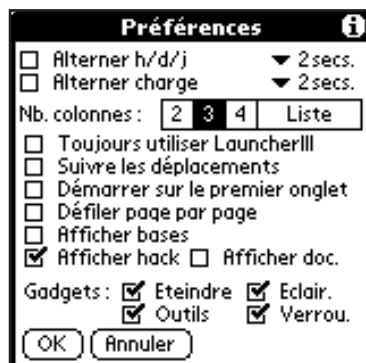 Préférences i
Alterner h/d/j 2 secs.
Alterner charge 2 secs.
Nb. colonnes : 2 3 4 Liste
Toujours utiliser LauncherIII
Suivre les déplacements
Démarrer sur le premier onglet
Défiler page par page
Afficher bases
Afficher hack Afficher doc.
Gadgets : Eteindre Eclair.
Outils Verrou.
OK Annuler